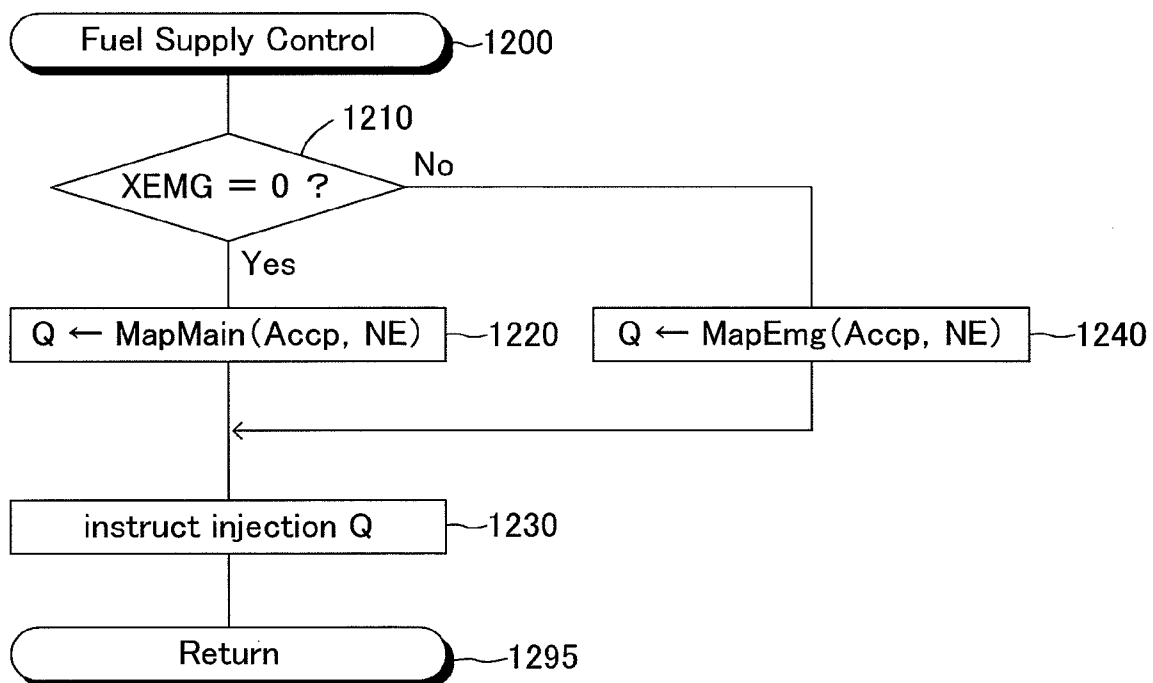 Fuel Supply Control
1200
1210
XEMG = 0 ?
No
Yes
Q ← MapMain(Accp, NE)
1220
Q ← MapEmg(Accp, NE)
1240
instruct injection Q
1230
Return
1295